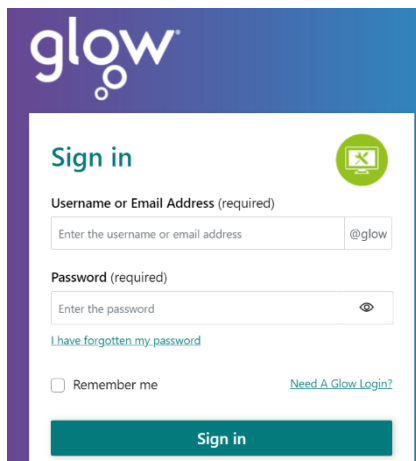 glow
Sign in
Username or Email Address (required)
Enter the username or email address @glow
Password (required)
Enter the password
I have forgotten my password
Remember me Need A Glow Login?
Sign in